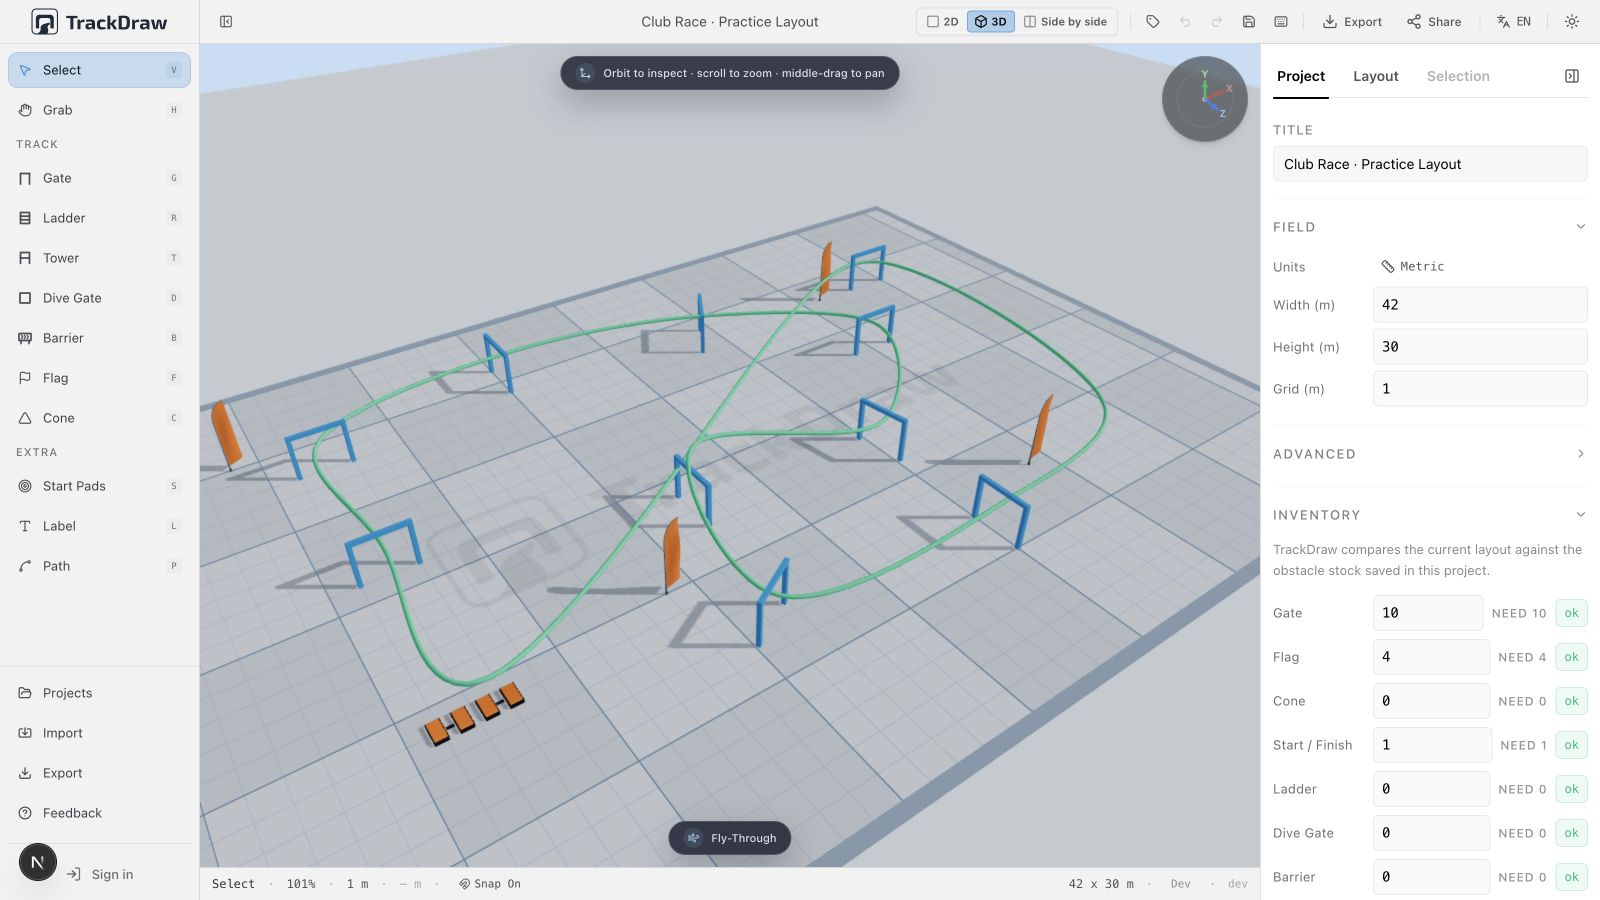 TrackDraw
Club Race · Practice Layout
2D
3D
Side by side
Export
Share
EN
Select
V
Grab
H
TRACK
Gate
G
Ladder
R
Tower
T
Dive Gate
D
Barrier
B
Flag
F
Cone
C
EXTRA
Start Pads
S
Label
L
Path
P
Projects
Import
Export
Feedback
N
Sign in
Orbit to inspect · scroll to zoom · middle-drag to pan
Y
X
Z
Fly-Through
Select · 101% · 1 m · — m · Snap On
42 x 30 m · Dev · dev
Project
Layout
Selection
TITLE
Club Race · Practice Layout
FIELD
Units
Metric
Width (m)
42
Height (m)
30
Grid (m)
1
ADVANCED
INVENTORY
TrackDraw compares the current layout against the
obstacle stock saved in this project.
Gate
10
NEED 10
ok
Flag
4
NEED 4
ok
Cone
0
NEED 0
ok
Start / Finish
1
NEED 1
ok
Ladder
0
NEED 0
ok
Dive Gate
0
NEED 0
ok
Barrier
0
NEED 0
ok